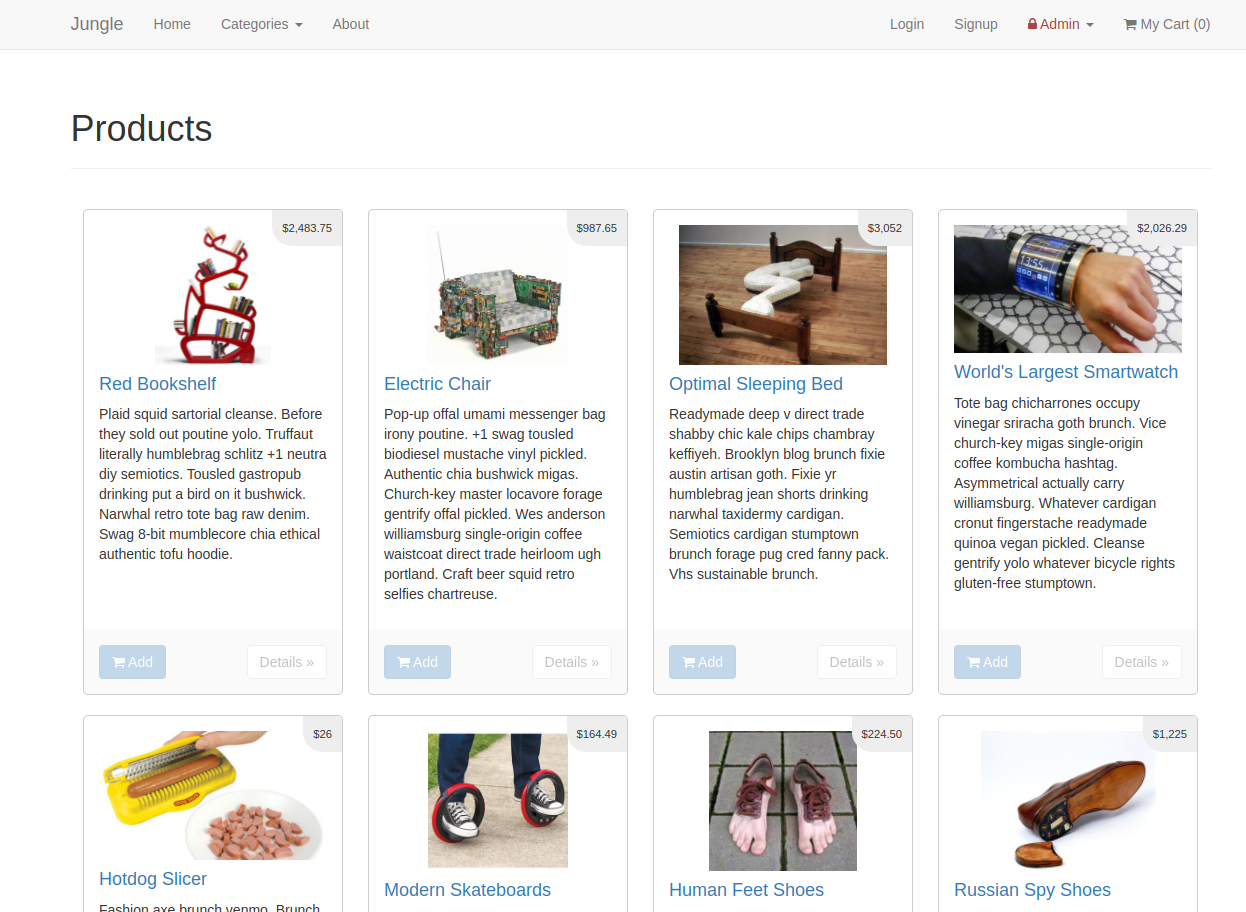 Jungle Home Categories About Login Signup Admin My Cart (0)
Products
$2,483.75
Red Bookshelf
Plaid squid sartorial cleanse. Before
they sold out poutine yolo. Truffaut
literally humblebrag schlitz +1 neutra
diy semiotics. Tousled gastropub
drinking put a bird on it bushwick.
Narwhal retro tote bag raw denim.
Swag 8-bit mumblecore chia ethical
authentic tofu hoodie.
Add Details »
$987.65
Electric Chair
Pop-up offal umami messenger bag
irony poutine. +1 swag tousled
biodiesel mustache vinyl pickled.
Authentic chia bushwick migas.
Church-key master locavore forage
gentrify offal pickled. Wes anderson
williamsburg single-origin coffee
waistcoat direct trade heirloom ugh
portland. Craft beer squid retro
selfies chartreuse.
Add Details »
$3,052
Optimal Sleeping Bed
Readymade deep v direct trade
shabby chic kale chips chambray
keffiyeh. Brooklyn blog brunch fixie
austin artisan goth. Fixie yr
humblebrag jean shorts drinking
narwhal taxidermy cardigan.
Semiotics cardigan stumptown
brunch forage pug cred fanny pack.
Vhs sustainable brunch.
Add Details »
$2,026.29
13:55
World's Largest Smartwatch
Tote bag chicharrones occupy
vinegar sriracha goth brunch. Vice
church-key migas single-origin
coffee kombucha hashtag.
Asymmetrical actually carry
williamsburg. Whatever cardigan
cronut fingerstache readymade
quinoa vegan pickled. Cleanse
gentrify yolo whatever bicycle rights
gluten-free stumptown.
Add Details »
$26
Hotdog Slicer
Fashion axe brunch venmo. Brunch
$164.49
Modern Skateboards
$224.50
Human Feet Shoes
$1,225
Russian Spy Shoes